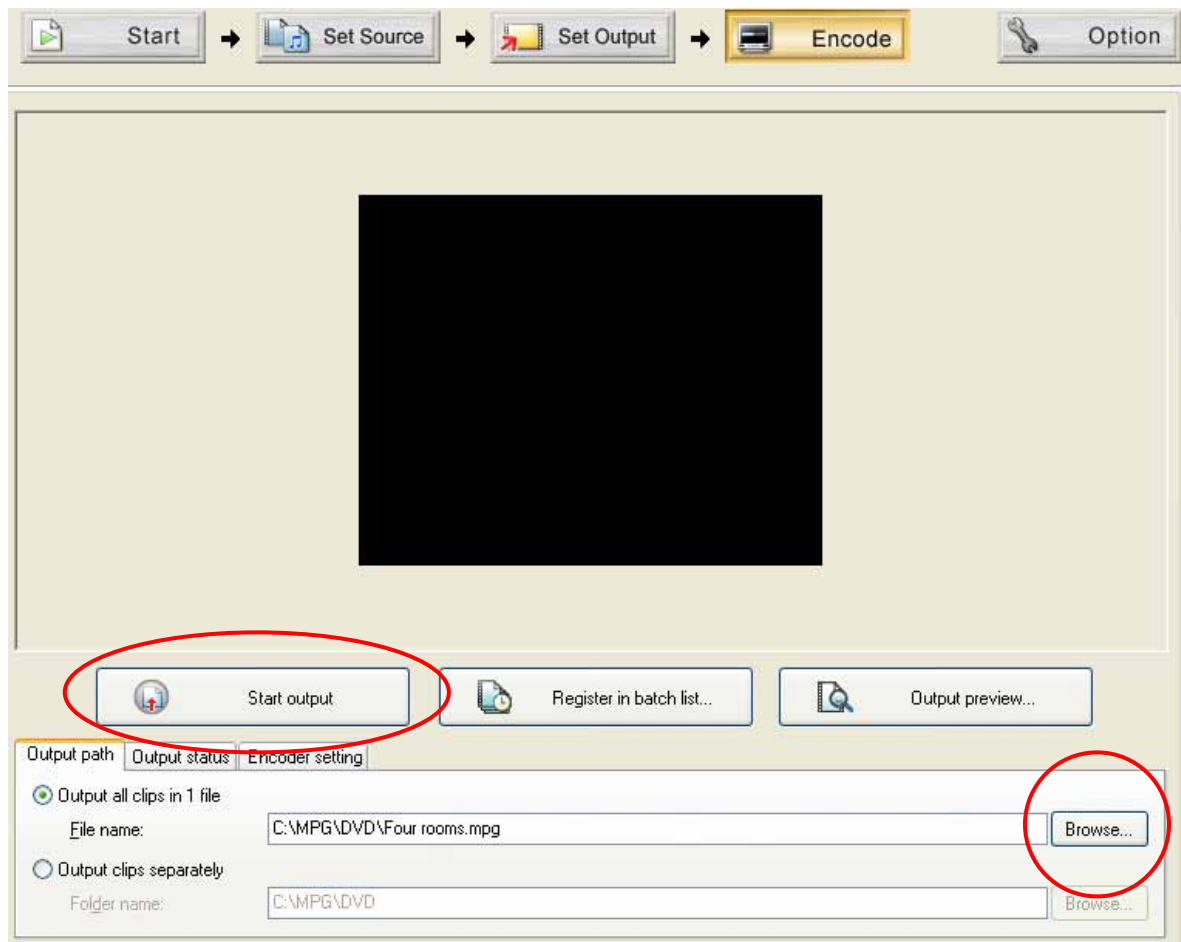 Start Set Source Set Output Encode Option
Start output Register in batch list... Output preview...
Output path Output status Encoder setting
Output all clips in 1 file
File name: C:\MPG\DVD\Four rooms.mpg Browse...
Output clips separately
Folder name: C:\MPG\DVD Browse...